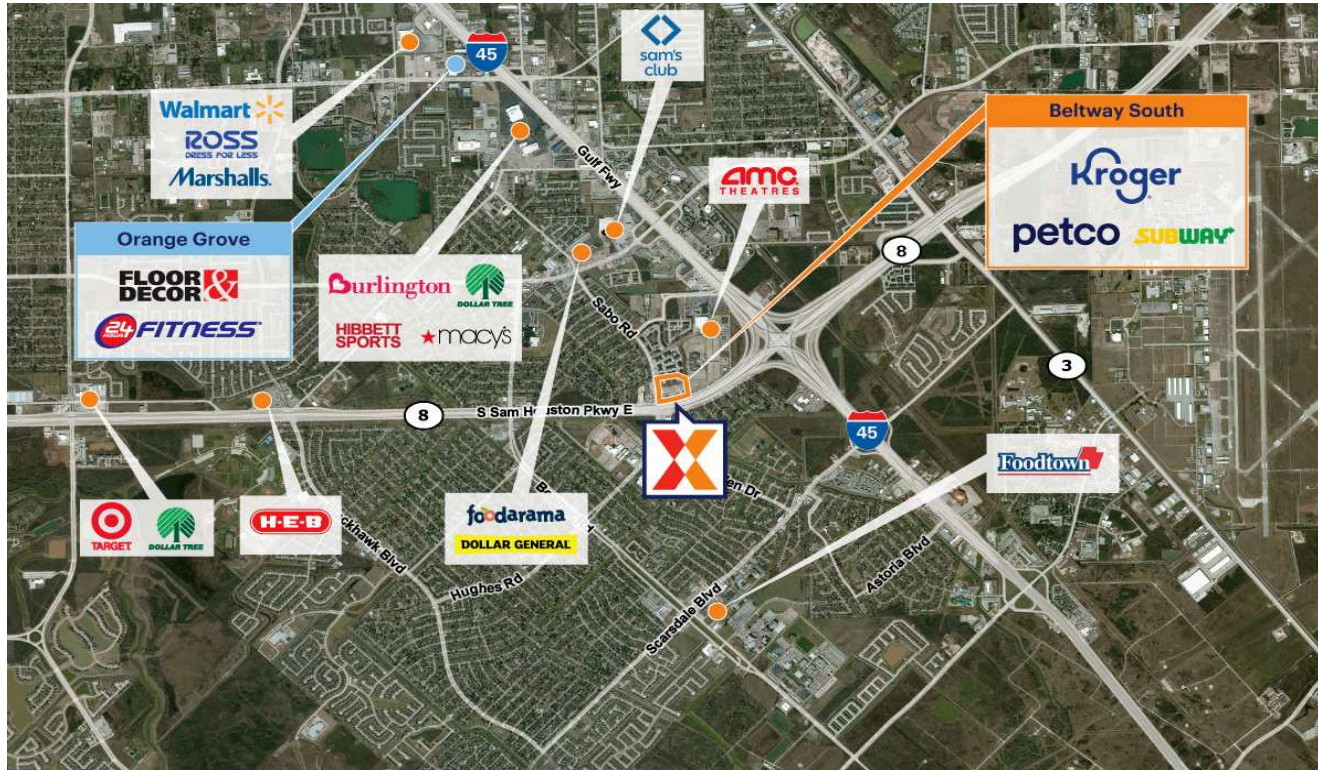 45
sam's
club
Walmart
ROSS
DRESS FOR LESS
Marshalls.
Beltway South
Kroger
petco SUBWAY
Gulf Fwy
amc
THEATRES
Orange Grove
FLOOR &
DECOR
24
HOUR
FITNESS
Burlington
DOLLAR TREE
HIBBETT
SPORTS
macy's
8
Sabo Rd
3
8
S Sam Houston Pkwy E
45
Foodtown
TARGET
DOLLAR TREE
H-E-B
foodarama
DOLLAR GENERAL
Hughes Rd
Scarsdale Blvd
Astoria Blvd